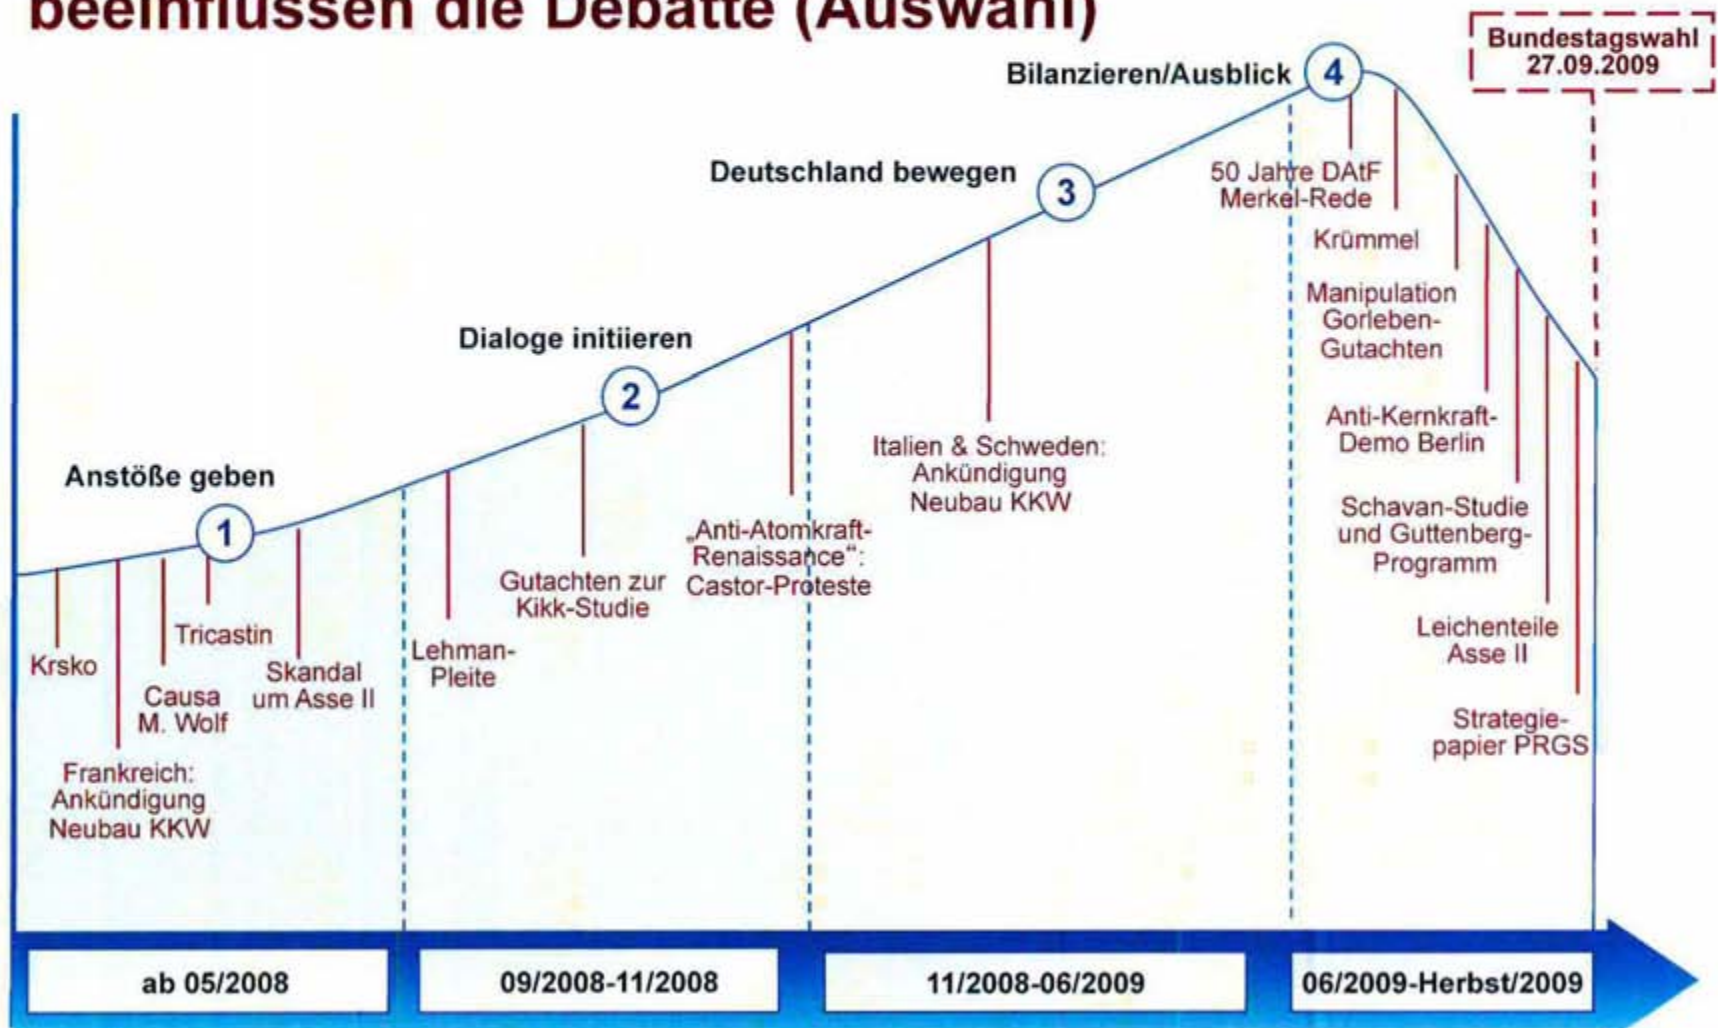 beeinflussen die Debatte (Auswahl)
Bundestagswahl
27.09.2009
Bilanzieren/Ausblick
4
Deutschland bewegen
3
50 Jahre DAtF
Merkel-Rede
Krümmel
Manipulation
Gorleben-
Gutachten
Dialoge initiieren
2
Anti-Kernkraft-
Demo Berlin
Italien & Schweden:
Ankündigung
Neubau KKW
Anstöße geben
1
Schavan-Studie
und Guttenberg-
Programm
„Anti-Atomkraft-
Renaissance“:
Castor-Proteste
Gutachten zur
Kikk-Studie
Leichenteile
Asse II
Tricastin
Krsko
Skandal
um Asse II
Lehman-
Pleite
Causa
M. Wolf
Strategie-
papier PRGS
Frankreich:
Ankündigung
Neubau KKW
ab 05/2008
09/2008-11/2008
11/2008-06/2009
06/2009-Herbst/2009